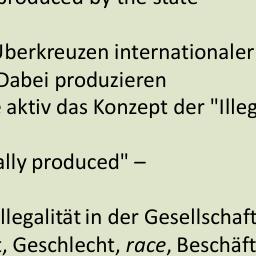 produced by the state
Überkreuzen internationaler
Dabei produzieren
aktiv das Konzept der "Illeg
ally produced" –
llegalität in der Gesellschaft
, Geschlecht, race, Beschäft